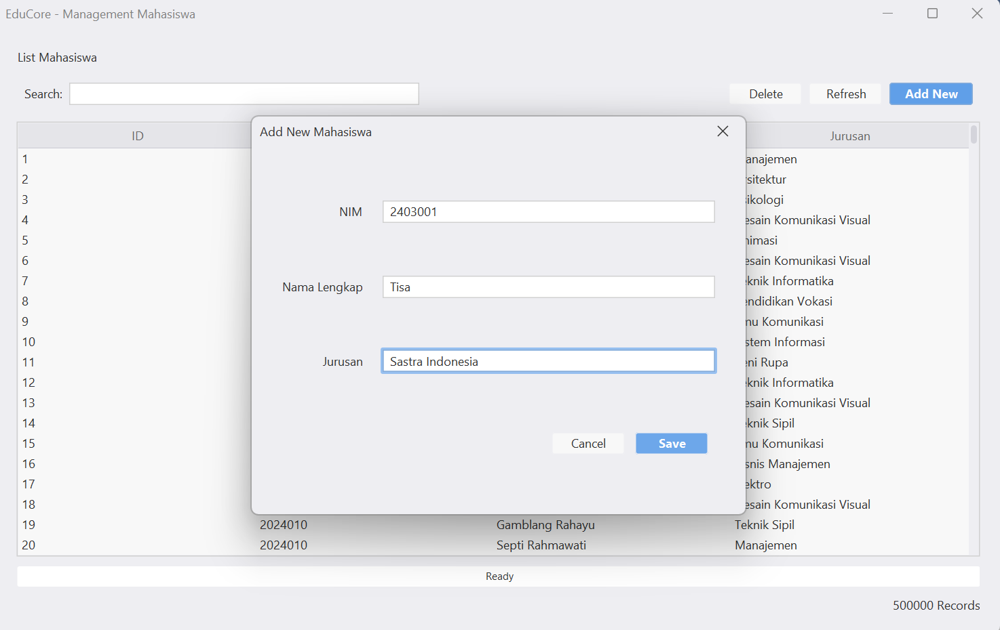 EduCore - Management Mahasiswa
List Mahasiswa
Search:
Delete
Refresh
Add New
ID
Jurusan
Add New Mahasiswa
NIM
2403001
Nama Lengkap
Tisa
Jurusan
Sastra Indonesia
Cancel
Save
1 anajemen
2 sitektur
3 ikologi
4 esain Komunikasi Visual
5 nimasi
6 esain Komunikasi Visual
7 knik Informatika
8 endidikan Vokasi
9 mu Komunikasi
10 stem Informasi
11 eni Rupa
12 knik Informatika
13 esain Komunikasi Visual
14 knik Sipil
15 mu Komunikasi
16 snis Manajemen
17 ektro
18 esain Komunikasi Visual
19 2024010 Gamblang Rahayu Teknik Sipil
20 2024010 Septi Rahmawati Manajemen
Ready
500000 Records